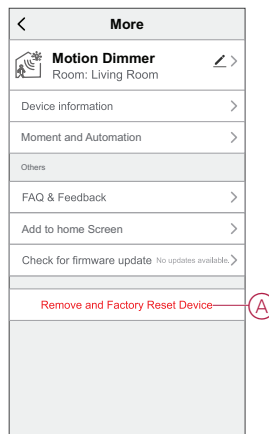 More
Motion Dimmer
Room: Living Room
Device information
Moment and Automation
Others
FAQ & Feedback
Add to home Screen
Check for firmware update No updates available.
Remove and Factory Reset Device
A